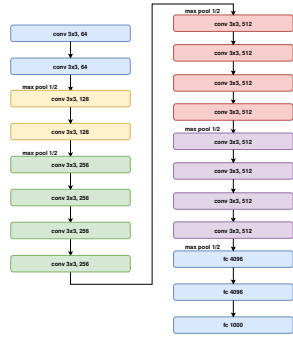 conv 3x3, 64
conv 3x3, 64
max pool 1/2
conv 3x3, 128
conv 3x3, 128
max pool 1/2
conv 3x3, 256
conv 3x3, 256
conv 3x3, 256
conv 3x3, 256
max pool 1/2
conv 3x3, 512
conv 3x3, 512
conv 3x3, 512
conv 3x3, 512
max pool 1/2
conv 3x3, 512
conv 3x3, 512
conv 3x3, 512
conv 3x3, 512
max pool 1/2
fc 4096
fc 4096
fc 1000